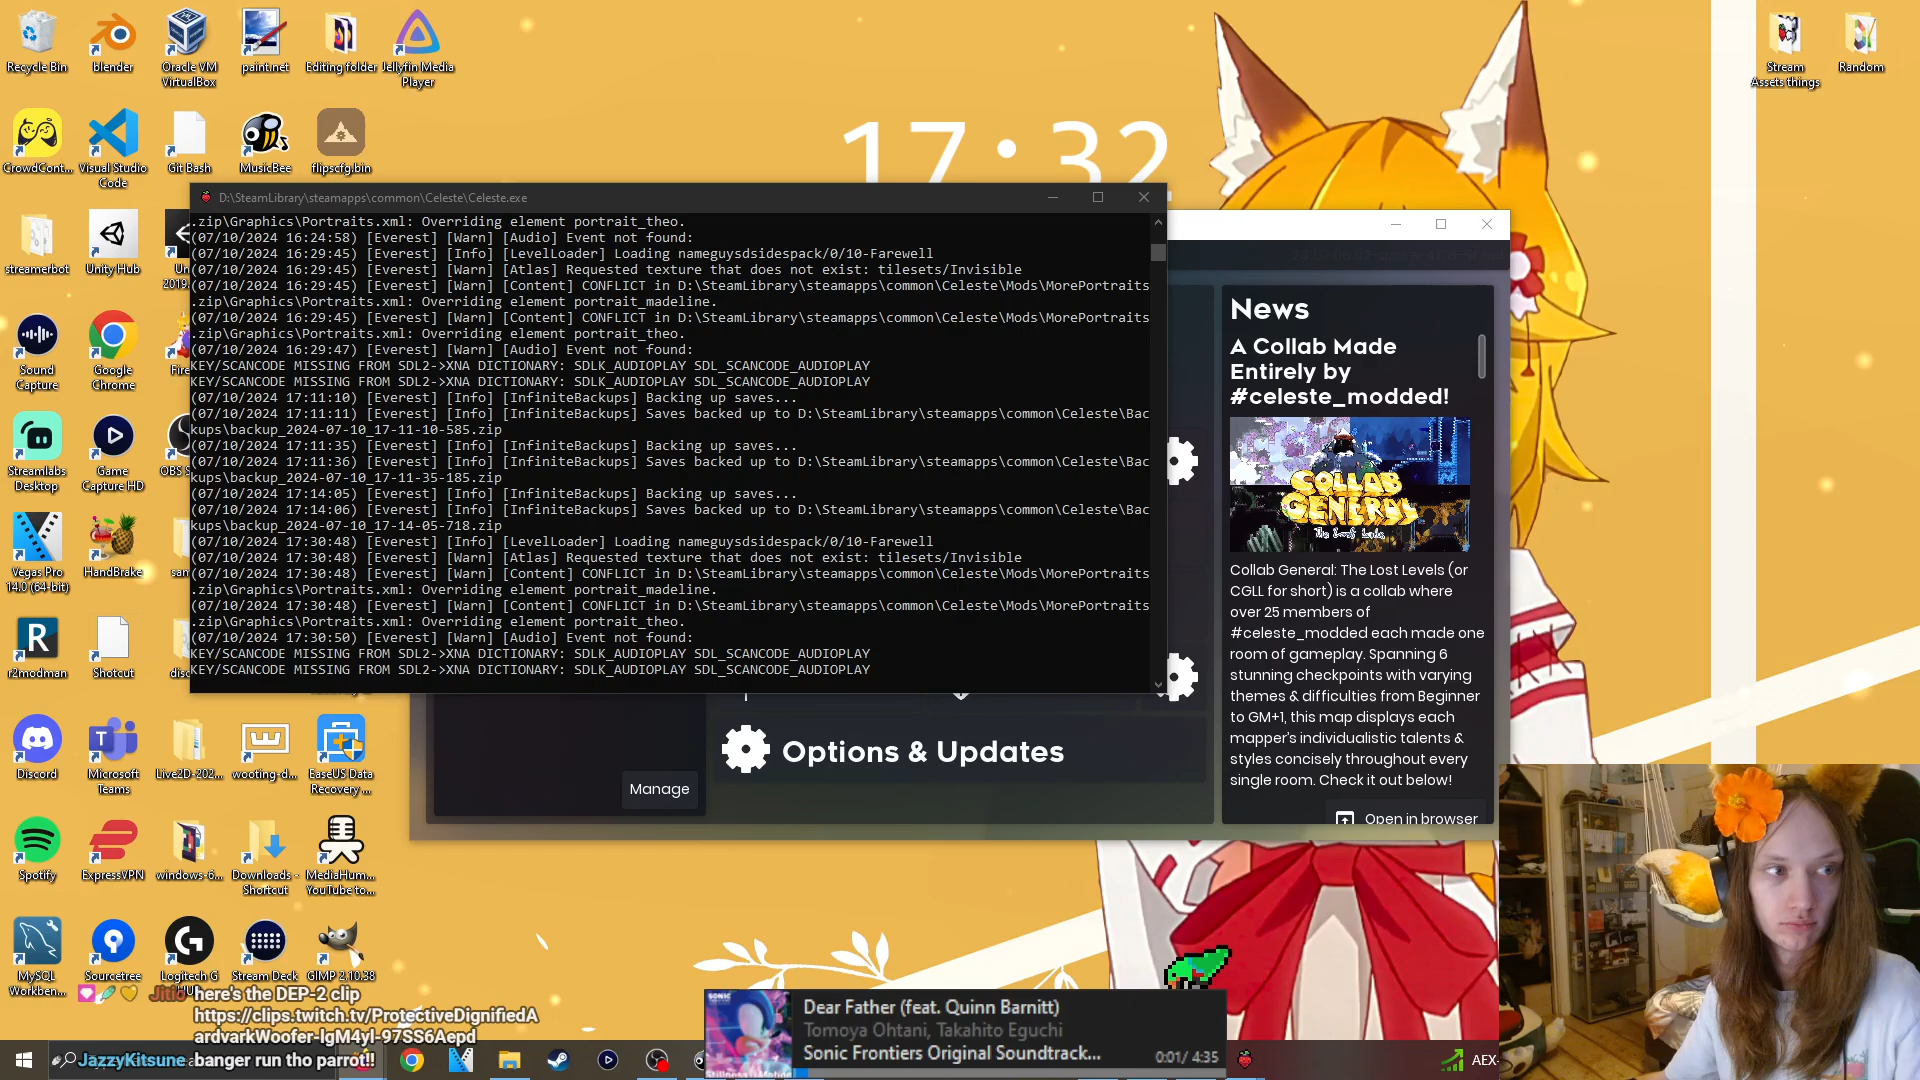 Recycle Bin
blender
Oracle VM
VirtualBox
paint.net
Editing folder
Jellyfin Media
Player
Stream
Assets things
Random
17:32
CrowdCont...
Visual Studio
Code
Git Bash
MusicBee
flipscfg.bin
D:\SteamLibrary\steamapps\common\Celeste\Celeste.exe
.zip\Graphics\Portraits.xml: Overriding element portrait_theo.
(07/10/2024 16:24:58) [Everest] [Warn] [Audio] Event not found:
(07/10/2024 16:29:45) [Everest] [Info] [LevelLoader] Loading nameguysdsidespack/0/10-Farewell
(07/10/2024 16:29:45) [Everest] [Warn] [Atlas] Requested texture that does not exist: tilesets/Invisible
(07/10/2024 16:29:45) [Everest] [Warn] [Content] CONFLICT in D:\SteamLibrary\steamapps\common\Celeste\Mods\MorePortraits
.zip\Graphics\Portraits.xml: Overriding element portrait_madeline.
(07/10/2024 16:29:45) [Everest] [Warn] [Content] CONFLICT in D:\SteamLibrary\steamapps\common\Celeste\Mods\MorePortraits
.zip\Graphics\Portraits.xml: Overriding element portrait_theo.
(07/10/2024 16:29:47) [Everest] [Warn] [Audio] Event not found:
KEY/SCANCODE MISSING FROM SDL2->XNA DICTIONARY: SDLK_AUDIOPLAY SDL_SCANCODE_AUDIOPLAY
KEY/SCANCODE MISSING FROM SDL2->XNA DICTIONARY: SDLK_AUDIOPLAY SDL_SCANCODE_AUDIOPLAY
(07/10/2024 17:11:10) [Everest] [Info] [InfiniteBackups] Backing up saves...
(07/10/2024 17:11:11) [Everest] [Info] [InfiniteBackups] Saves backed up to D:\SteamLibrary\steamapps\common\Celeste\Bac
kups\backup_2024-07-10_17-11-10-585.zip
(07/10/2024 17:11:35) [Everest] [Info] [InfiniteBackups] Backing up saves...
(07/10/2024 17:11:36) [Everest] [Info] [InfiniteBackups] Saves backed up to D:\SteamLibrary\steamapps\common\Celeste\Bac
kups\backup_2024-07-10_17-11-35-185.zip
(07/10/2024 17:14:05) [Everest] [Info] [InfiniteBackups] Backing up saves...
(07/10/2024 17:14:06) [Everest] [Info] [InfiniteBackups] Saves backed up to D:\SteamLibrary\steamapps\common\Celeste\Bac
kups\backup_2024-07-10_17-14-05-718.zip
(07/10/2024 17:30:48) [Everest] [Info] [LevelLoader] Loading nameguysdsidespack/0/10-Farewell
(07/10/2024 17:30:48) [Everest] [Warn] [Atlas] Requested texture that does not exist: tilesets/Invisible
(07/10/2024 17:30:48) [Everest] [Warn] [Content] CONFLICT in D:\SteamLibrary\steamapps\common\Celeste\Mods\MorePortraits
.zip\Graphics\Portraits.xml: Overriding element portrait_madeline.
(07/10/2024 17:30:48) [Everest] [Warn] [Content] CONFLICT in D:\SteamLibrary\steamapps\common\Celeste\Mods\MorePortraits
.zip\Graphics\Portraits.xml: Overriding element portrait_theo.
(07/10/2024 17:30:50) [Everest] [Warn] [Audio] Event not found:
KEY/SCANCODE MISSING FROM SDL2->XNA DICTIONARY: SDLK_AUDIOPLAY SDL_SCANCODE_AUDIOPLAY
KEY/SCANCODE MISSING FROM SDL2->XNA DICTIONARY: SDLK_AUDIOPLAY SDL_SCANCODE_AUDIOPLAY
streamerbot
Unity Hub
Un
2019.
Sound
Capture
Google
Chrome
Fire
Streamlabs
Desktop
Game
Capture HD
OBS S
Vegas Pro
14.0 (64-bit)
HandBrake
san
r2modman
Shotcut
disc
News
A Collab Made
Entirely by
#celeste_modded!
COLLAB
GENERAL
The Lost Levels
Collab General: The Lost Levels (or
CGLL for short) is a collab where
over 25 members of
#celeste_modded each made one
room of gameplay. Spanning 6
stunning checkpoints with varying
themes & difficulties from Beginner
to GM+1, this map displays each
mapper's individualistic talents &
styles concisely throughout every
single room. Check it out below!
Open in browser
Options & Updates
Manage
Discord
Microsoft
Teams
Live2D-202...
wooting-d...
EaseUS Data
Recovery ...
Spotify
ExpressVPN
windows-6...
Downloads -
Shortcut
MediaHum...
YouTube to...
MySQL
Workben...
Sourcetree
Logitech G
HUB
Stream Deck
GIMP 2.10.38
Jitio here's the DEP-2 clip
https://clips.twitch.tv/ProtectiveDignifiedA
ardvarkWoofer-lgM4yl-97SS6Aepd
JazzyKitsune banger run tho parrot!!
SONIC
Dear Father (feat. Quinn Barnitt)
Tomoya Ohtani, Takahito Eguchi
Sonic Frontiers Original Soundtrack...
0:01/ 4:35
AEX